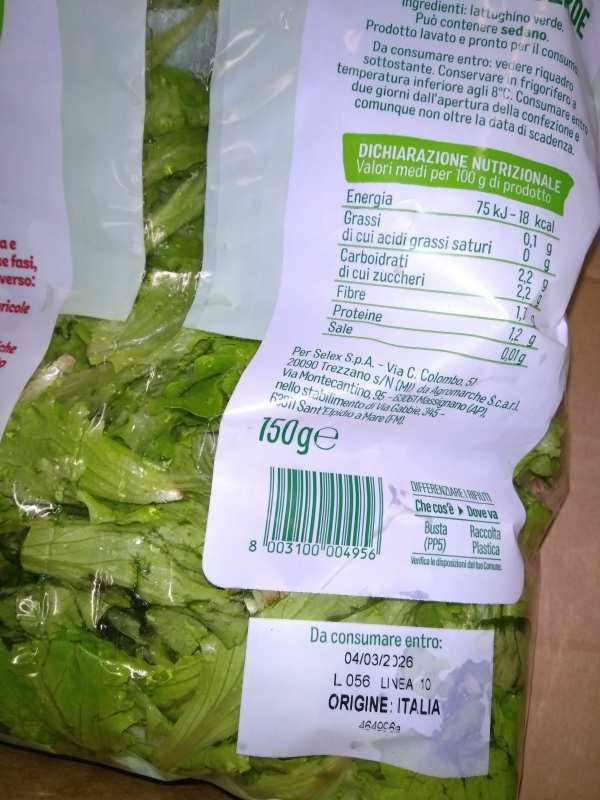 RDE
Ingredienti: lattughino verde.
Può contenere sedano.
Prodotto lavato e pronto per il consumo.
Da consumare entro: vedere riquadro
sottostante. Conservare in frigorifero a
temperatura inferiore agli 8°C. Consumare entro
due giorni dall'apertura della confezione e
comunque non oltre la data di scadenza.
DICHIARAZIONE NUTRIZIONALE
Valori medi per 100 g di prodotto
Energia 75 kJ - 18 kcal
Grassi 0,1 g
di cui acidi grassi saturi 0 g
Carboidrati 2,2 g
di cui zuccheri 2,2 g
Fibre g
Proteine 1,2 g
Sale 0,01 g
Per Selex S.p.A. - Via C. Colombo, 51
20090 Trezzano s/N (MI) da Agromarche S.c.a r.l.
Via Montecantino, 95 - 63061 Massignano (AP),
nello stabilimento di Via Gabbie, 345 -
63811 Sant'Elpidio a Mare (FM).
150g e
8 003100 004956
DIFFERENZIARE I RIFIUTI
Che cos'è Dove va
Busta Raccolta
(PP5) Plastica
Verifica le disposizioni del tuo Comune.
Da consumare entro:
04/03/2026
L 056 LINEA 10
ORIGINE: ITALIA
a e
e fasi,
verso:
ricole
iche